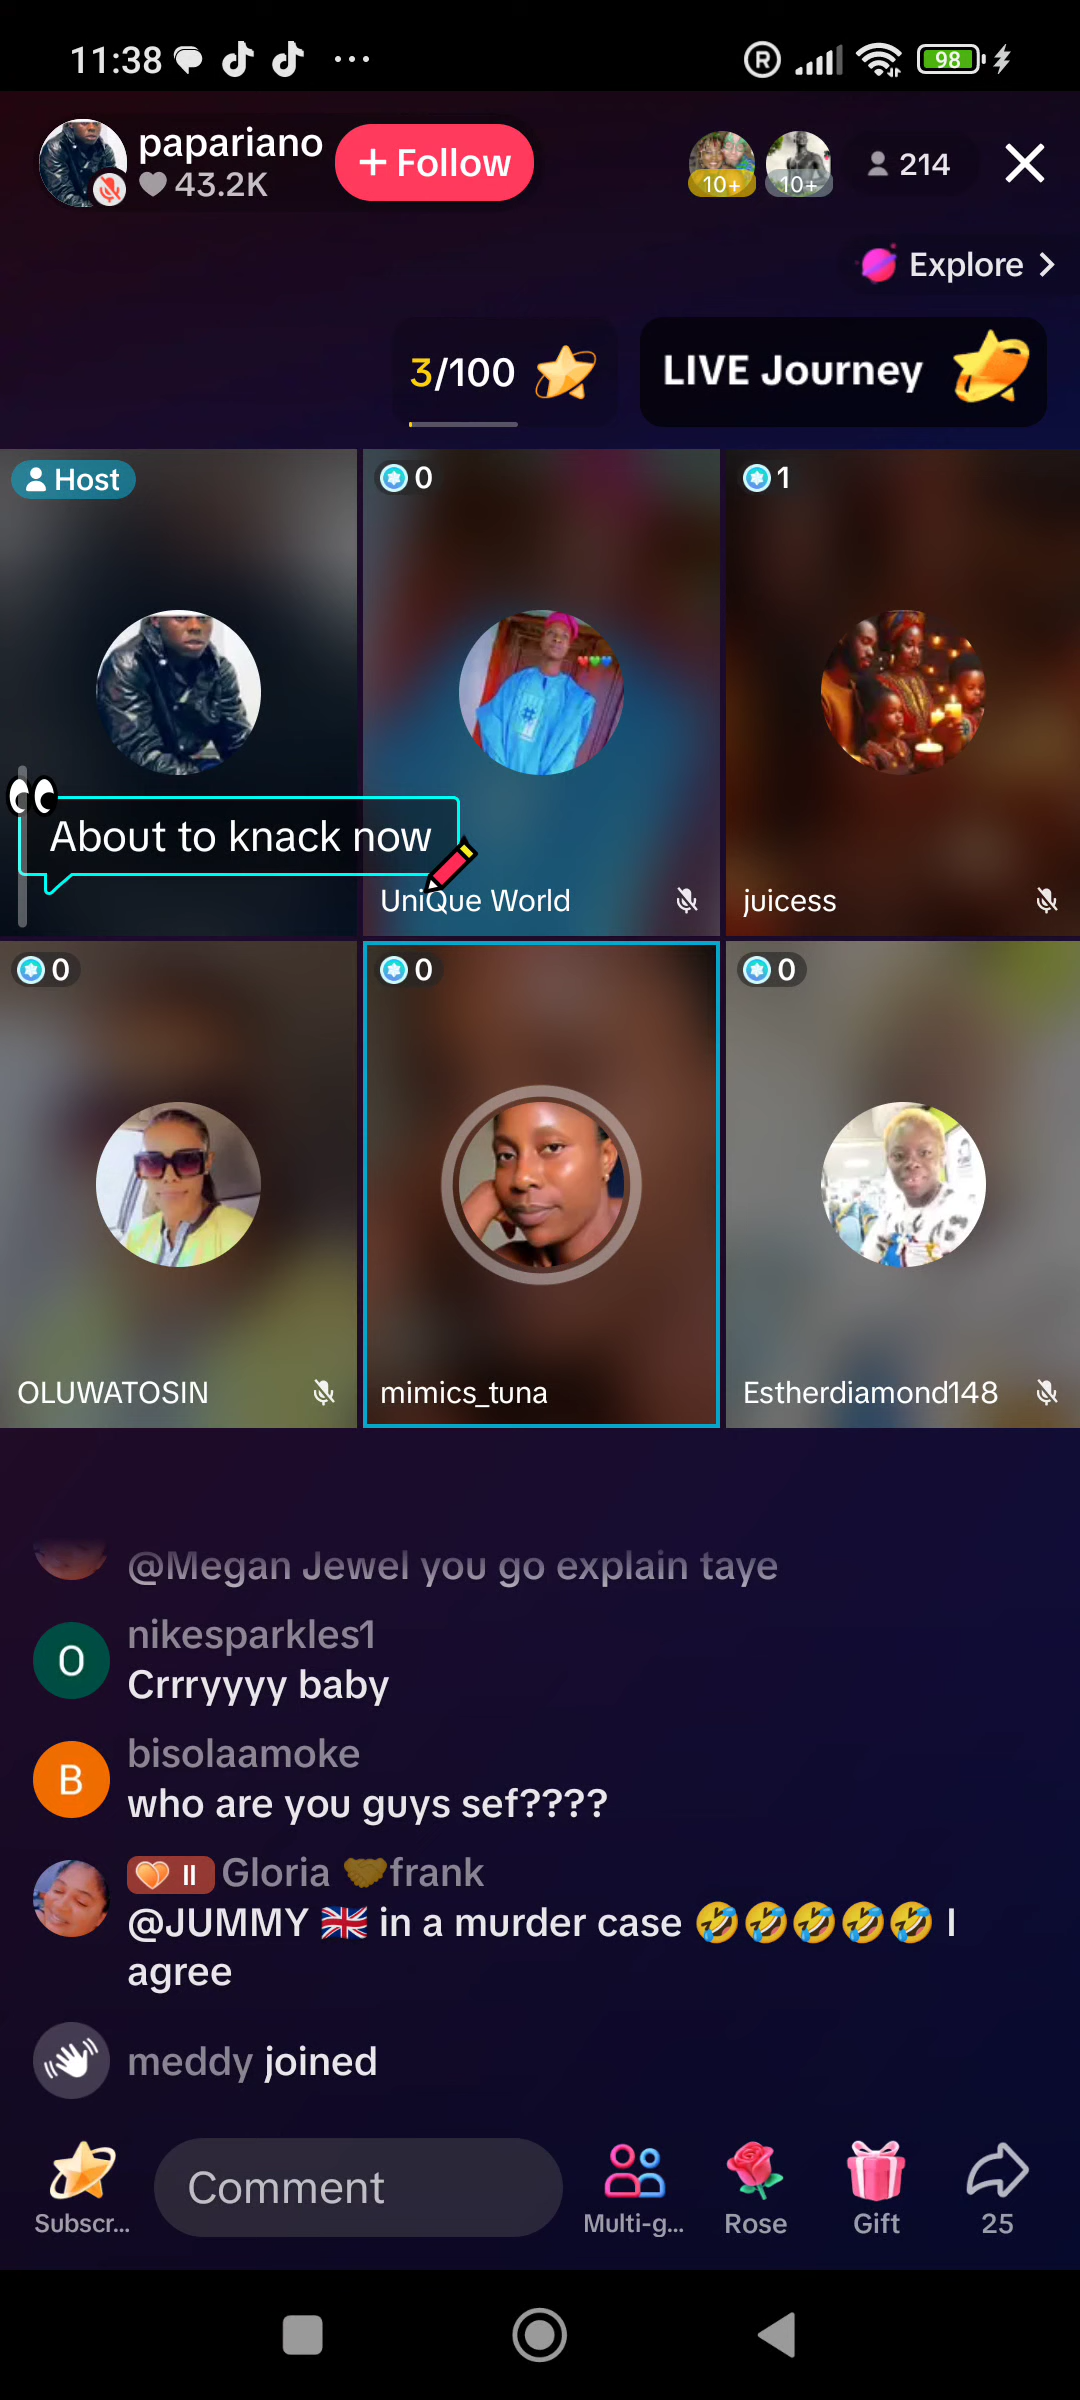 11:38
98
papariano
43.2K
+ Follow
10+
10+
214
Explore
3/100
LIVE Journey
Host
0
1
About to knack now
UniQue World
juicess
0
0
0
OLUWATOSIN
mimics_tuna
Estherdiamond148
@Megan Jewel you go explain taye
O
nikesparkles1
Crrryyyy baby
B
bisolaamoke
who are you guys sef????
II Gloria 🤝frank
@JUMMY 🇬🇧 in a murder case 🤣🤣🤣🤣🤣 I
agree
meddy joined
Subscr...
Comment
Multi-g...
Rose
Gift
25